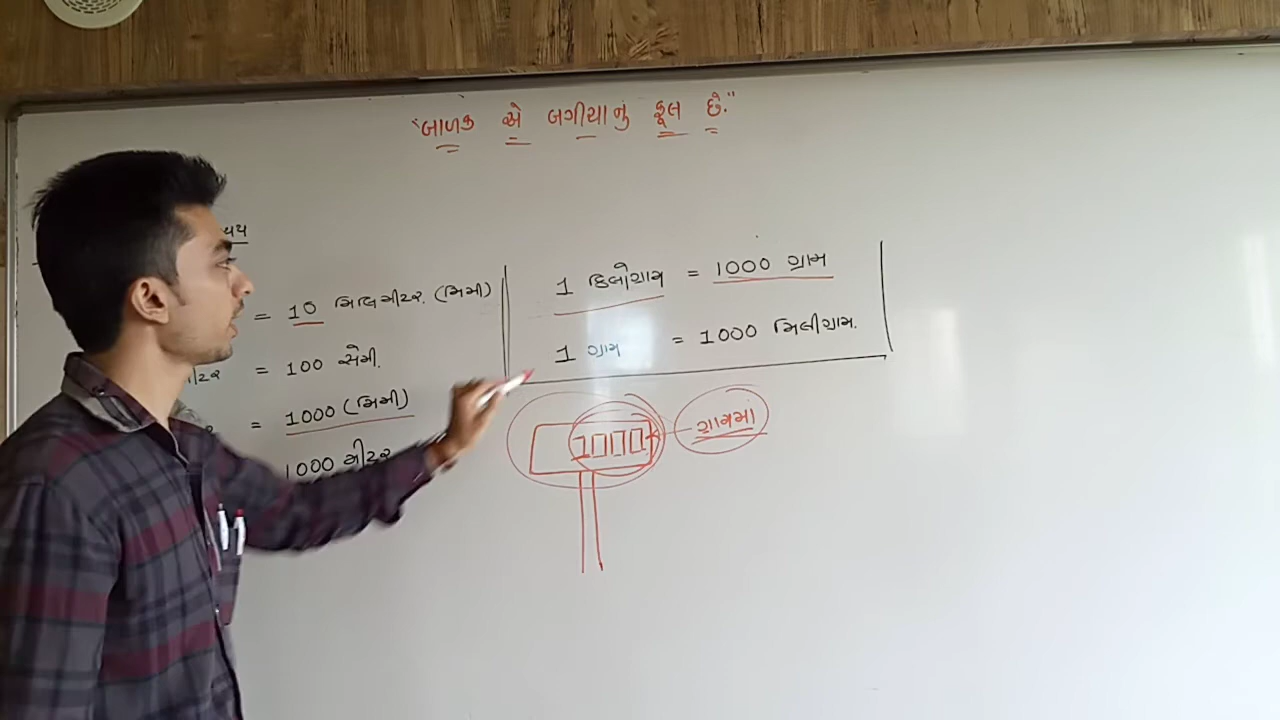 "બાળક એ બગીચાનું ફૂલ છે."
= 10 મિલિમીટર. (મિમી)
= 100 સેમી.
= 1000 (મિમી)
1000 મીટર
1 કિલોગ્રામ = 1000 ગ્રામ
1 ગ્રામ = 1000 મિલીગ્રામ.
1000
ગ્રામમાં